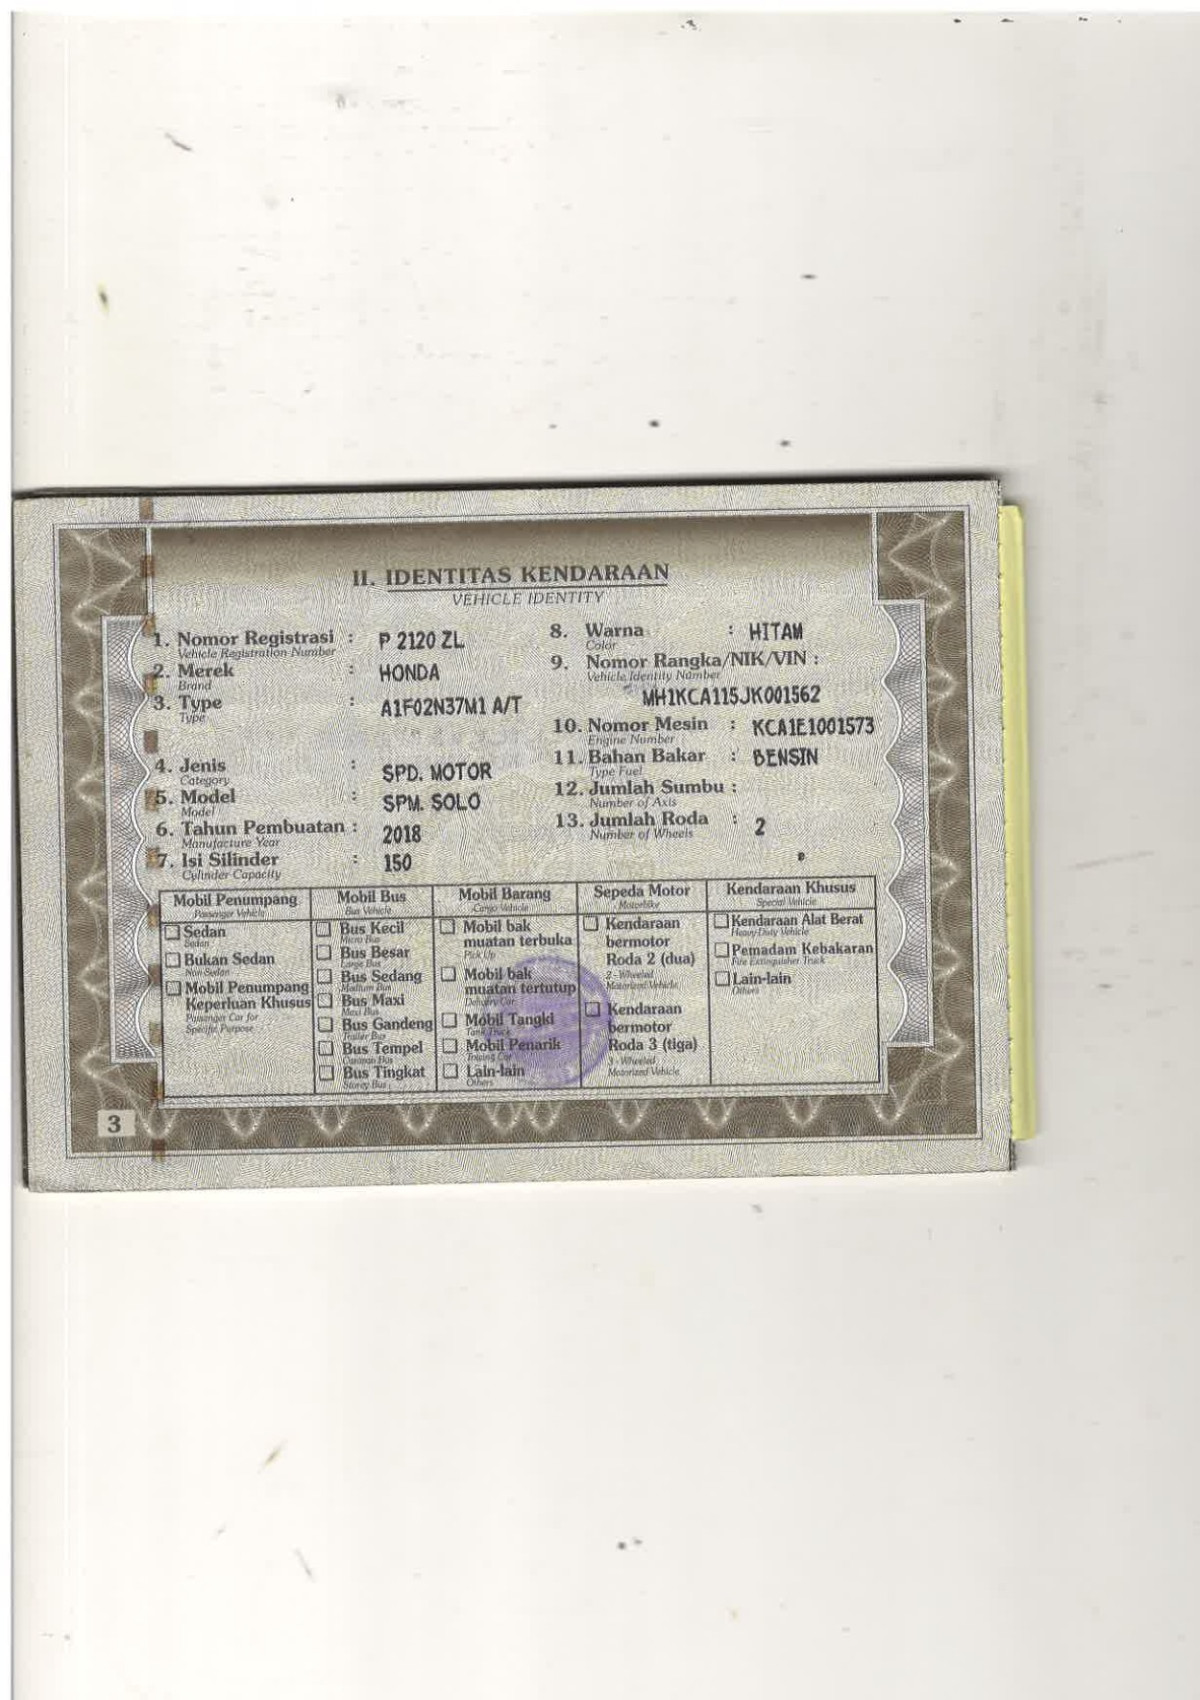 II. IDENTITAS KENDARAAN
VEHICLE IDENTITY
1. Nomor Registrasi : P 2120 ZL
Vehicle Registration Number
2. Merek : HONDA
Brand
3. Type : A1F02N37M1 A/T
Type
4. Jenis : SPD. MOTOR
Category
5. Model : SPM. SOLO
Model
6. Tahun Pembuatan : 2018
Manufacture Year
7. Isi Silinder : 150
Cylinder Capacity
8. Warna : HITAM
Color
9. Nomor Rangka/NIK/VIN :
Vehicle Identity Number
MH1KCA115JK001562
10. Nomor Mesin : KCA1E1001573
Engine Number
11. Bahan Bakar : BENSIN
Type Fuel
12. Jumlah Sumbu :
Number of Axis
13. Jumlah Roda : 2
Number of Wheels
Mobil Penumpang
Passenger Vehicle
Sedan
Sedan
Bukan Sedan
Non Sedan
Mobil Penumpang
Keperluan Khusus
Passenger Car for
Specific Purpose
Mobil Bus
Bus Vehicle
Bus Kecil
Micro Bus
Bus Besar
Large Bus
Bus Sedang
Medium Bus
Bus Maxi
Maxi Bus
Bus Gandeng
Trailer Bus
Bus Tempel
Caravan Bus
Bus Tingkat
Storey Bus
Mobil Barang
Cargo Vehicle
Mobil bak
muatan terbuka
Pick Up
Mobil bak
muatan tertutup
Delivery Car
Mobil Tangki
Tank Truck
Mobil Penarik
Towing Car
Lain-lain
Others
Sepeda Motor
Motorbike
Kendaraan
bermotor
Roda 2 (dua)
2 - Wheeled
Motorized Vehicle
Kendaraan
bermotor
Roda 3 (tiga)
3 - Wheeled
Motorized Vehicle
Kendaraan Khusus
Special Vehicle
Kendaraan Alat Berat
Heavy-Duty Vehicle
Pemadam Kebakaran
Fire Extinguisher Truck
Lain-lain
Others
3